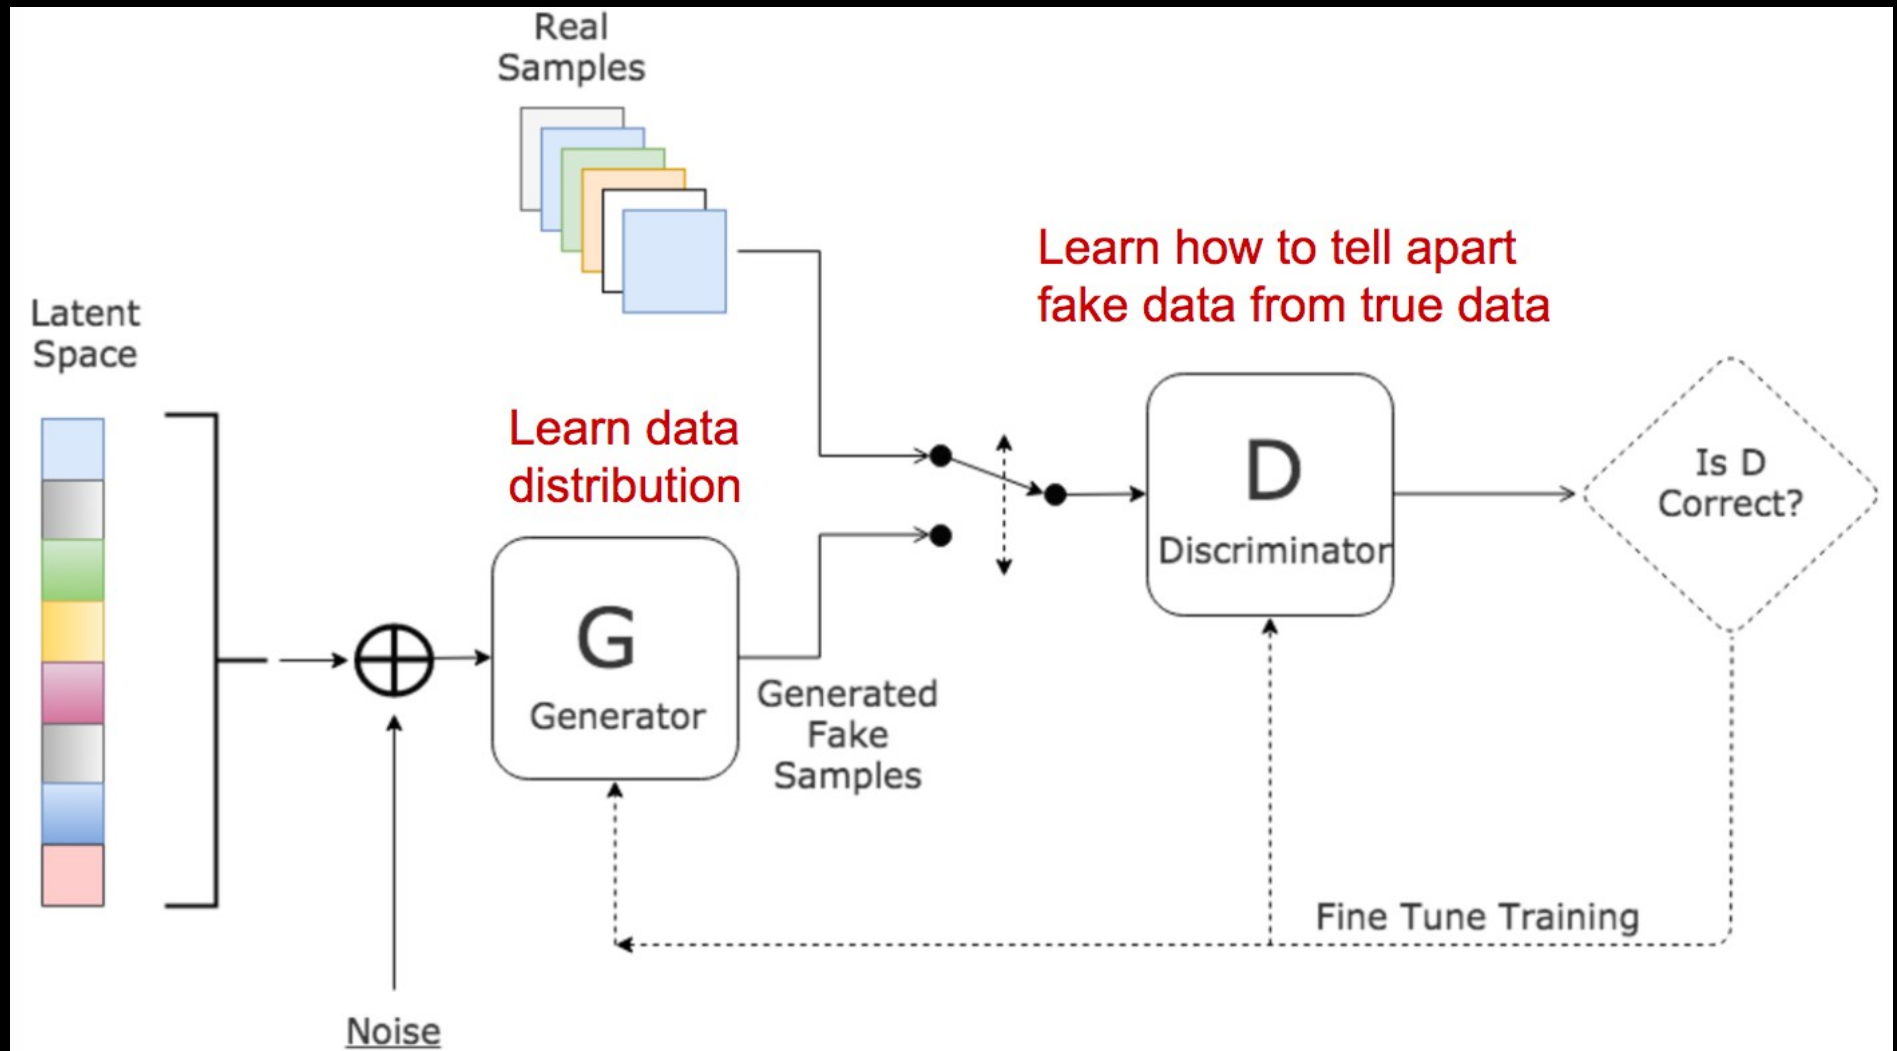 Real
Samples
Learn how to tell apart
fake data from true data
Latent
Space
Learn data
distribution
D
Discriminator
Is D
Correct?
G
Generator
Generated
Fake
Samples
Fine Tune Training
Noise